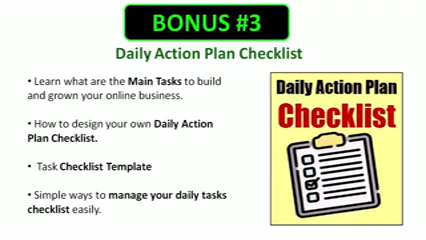 BONUS #3
Daily Action Plan Checklist
• Learn what are the Main Tasks to build
and grown your online business.
• How to design your own Daily Action
Plan Checklist.
• Task Checklist Template
• Simple ways to manage your daily tasks
checklist easily.
Daily Action Plan
Checklist